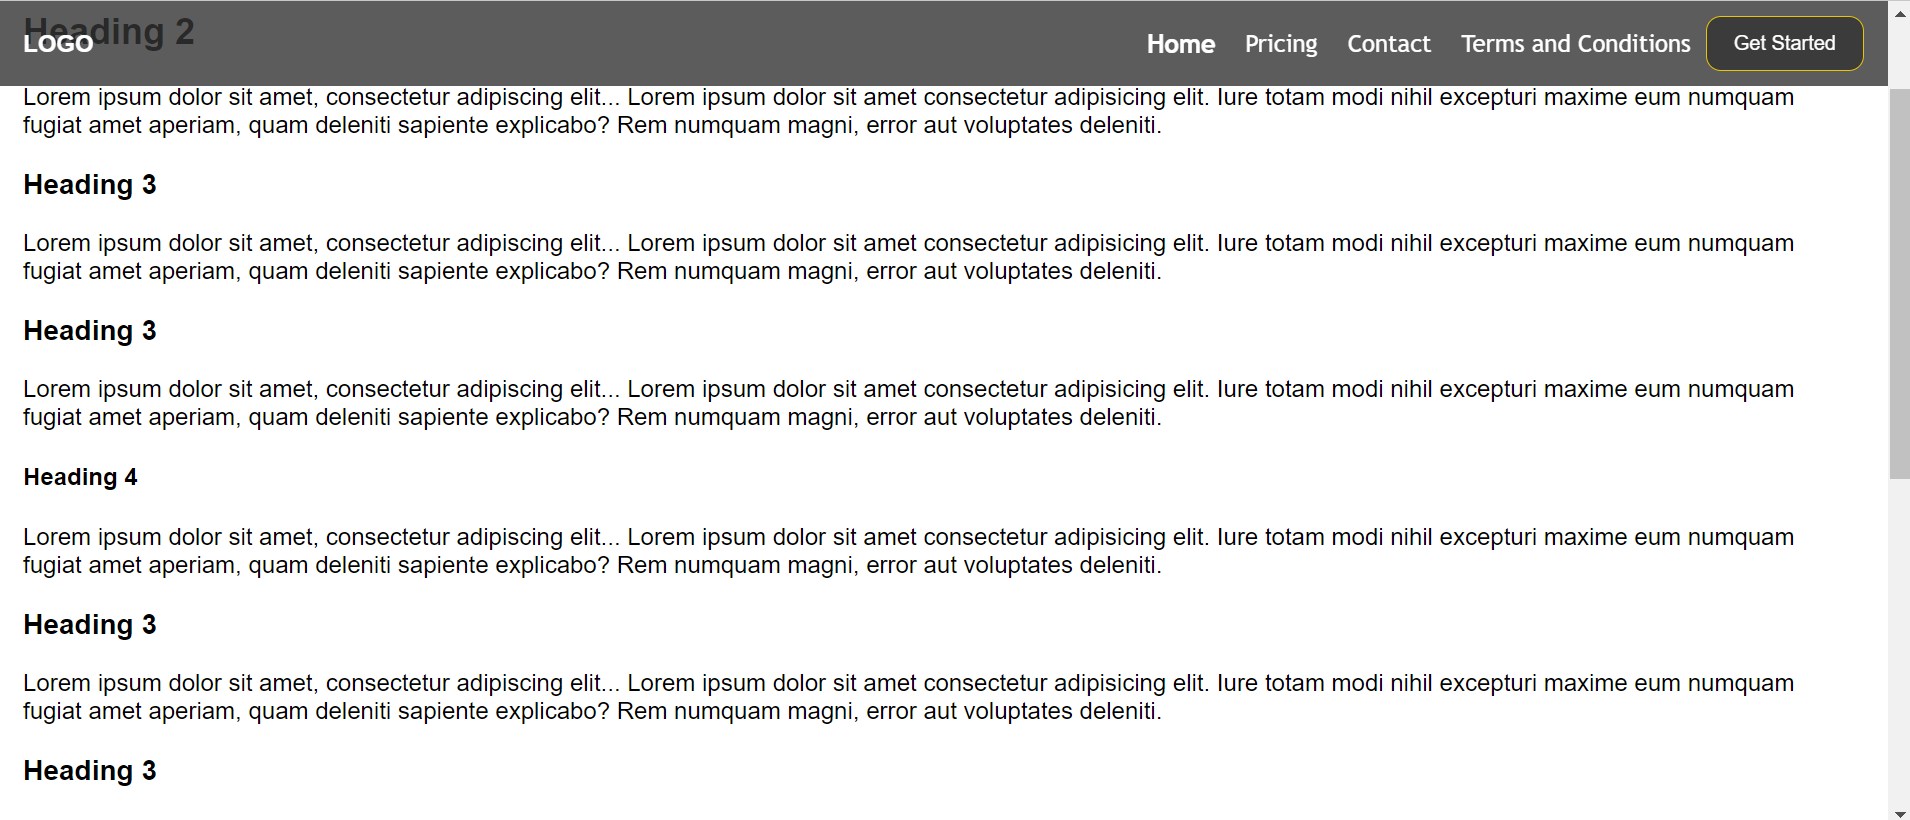 Heading 2
LOGO
Home Pricing Contact Terms and Conditions Get Started
Lorem ipsum dolor sit amet, consectetur adipiscing elit... Lorem ipsum dolor sit amet consectetur adipisicing elit. Iure totam modi nihil excepturi maxime eum numquam
fugiat amet aperiam, quam deleniti sapiente explicabo? Rem numquam magni, error aut voluptates deleniti.
Heading 3
Lorem ipsum dolor sit amet, consectetur adipiscing elit... Lorem ipsum dolor sit amet consectetur adipisicing elit. Iure totam modi nihil excepturi maxime eum numquam
fugiat amet aperiam, quam deleniti sapiente explicabo? Rem numquam magni, error aut voluptates deleniti.
Heading 3
Lorem ipsum dolor sit amet, consectetur adipiscing elit... Lorem ipsum dolor sit amet consectetur adipisicing elit. Iure totam modi nihil excepturi maxime eum numquam
fugiat amet aperiam, quam deleniti sapiente explicabo? Rem numquam magni, error aut voluptates deleniti.
Heading 4
Lorem ipsum dolor sit amet, consectetur adipiscing elit... Lorem ipsum dolor sit amet consectetur adipisicing elit. Iure totam modi nihil excepturi maxime eum numquam
fugiat amet aperiam, quam deleniti sapiente explicabo? Rem numquam magni, error aut voluptates deleniti.
Heading 3
Lorem ipsum dolor sit amet, consectetur adipiscing elit... Lorem ipsum dolor sit amet consectetur adipisicing elit. Iure totam modi nihil excepturi maxime eum numquam
fugiat amet aperiam, quam deleniti sapiente explicabo? Rem numquam magni, error aut voluptates deleniti.
Heading 3